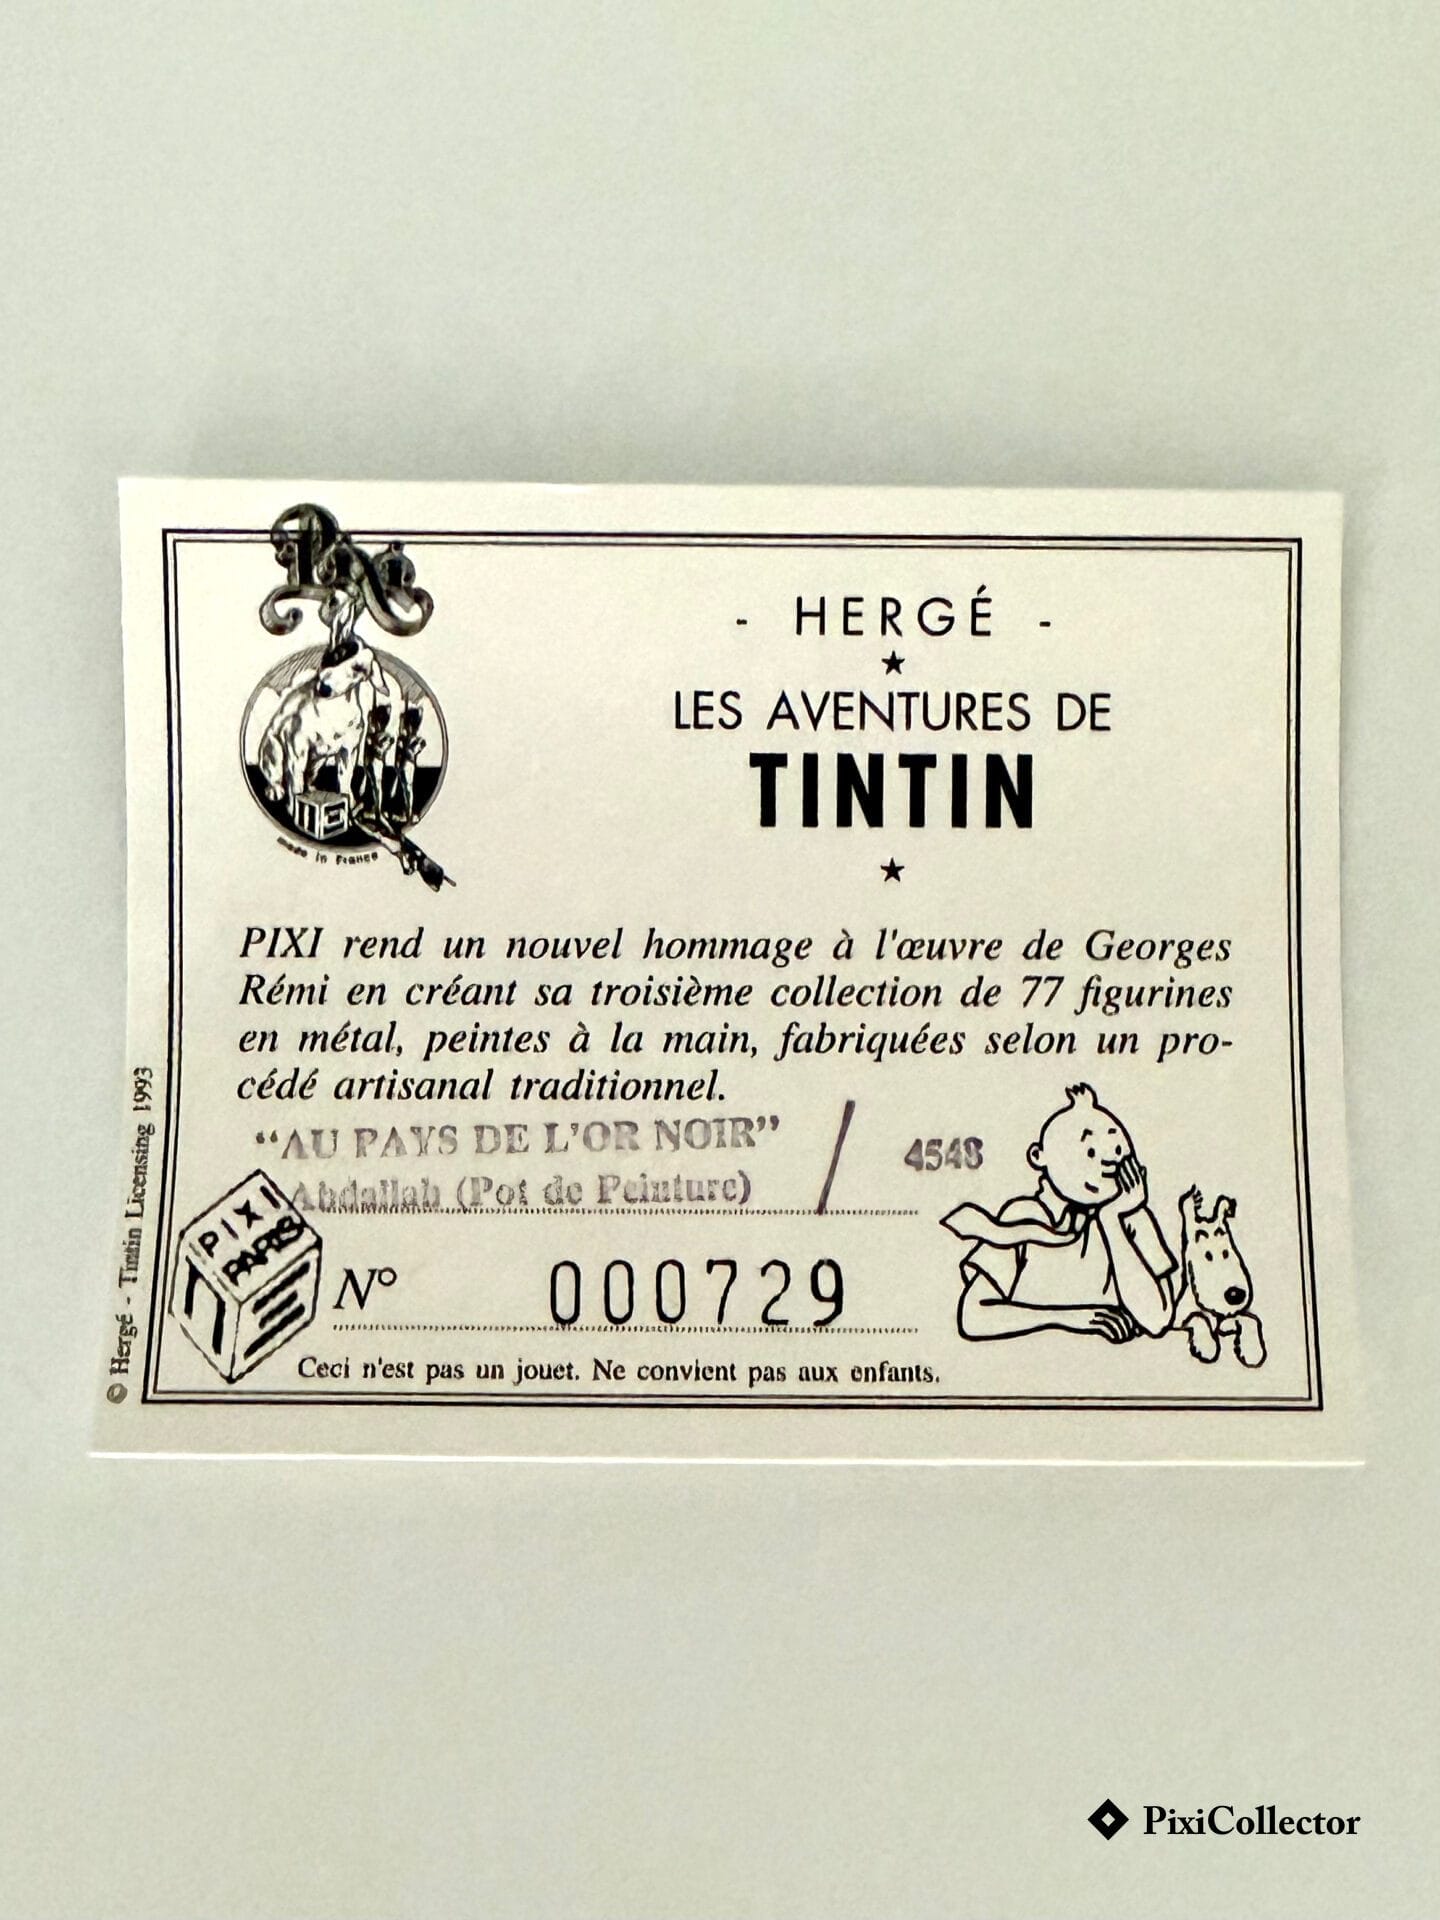 - HERGÉ -
LES AVENTURES DE
TINTIN
made in France
PIXI rend un nouvel hommage à l'œuvre de Georges
Rémi en créant sa troisième collection de 77 figurines
en métal, peintes à la main, fabriquées selon un pro-
cédé artisanal traditionnel.
“AU PAYS DE L'OR NOIR” / 4548
Abdallah (Pot de Peinture)
PIXI
PARIS
N° 000729
Ceci n'est pas un jouet. Ne convient pas aux enfants.
© Hergé - Tintin Licensing 1993
PixiCollector